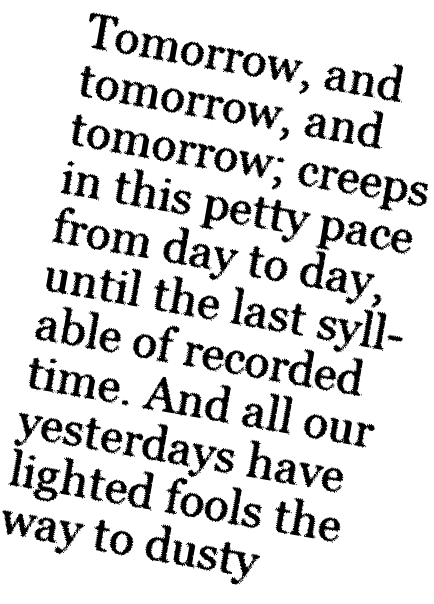 Tomorrow, and
tomorrow, and
tomorrow; creeps
in this petty pace
from day to day,
until the last syll-
able of recorded
time. And all our
yesterdays have
lighted fools the
way to dusty